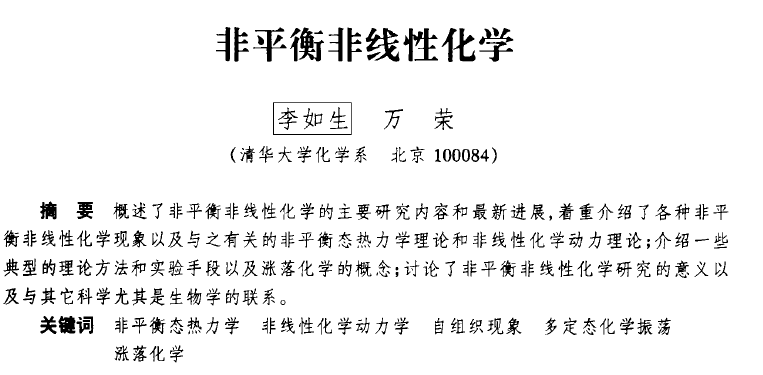 非平衡非线性化学
李如生 万 荣
(清华大学化学系 北京 100084)
摘 要 概述了非平衡非线性化学的主要研究内容和最新进展,着重介绍了各种非平
衡非线性化学现象以及与之有关的非平衡态热力学理论和非线性化学动力理论;介绍一些
典型的理论方法和实验手段以及涨落化学的概念;讨论了非平衡非线性化学研究的意义以
及与其它科学尤其是生物学的联系。
关键词 非平衡态热力学 非线性化学动力学 自组织现象 多定态化学振荡
涨落化学